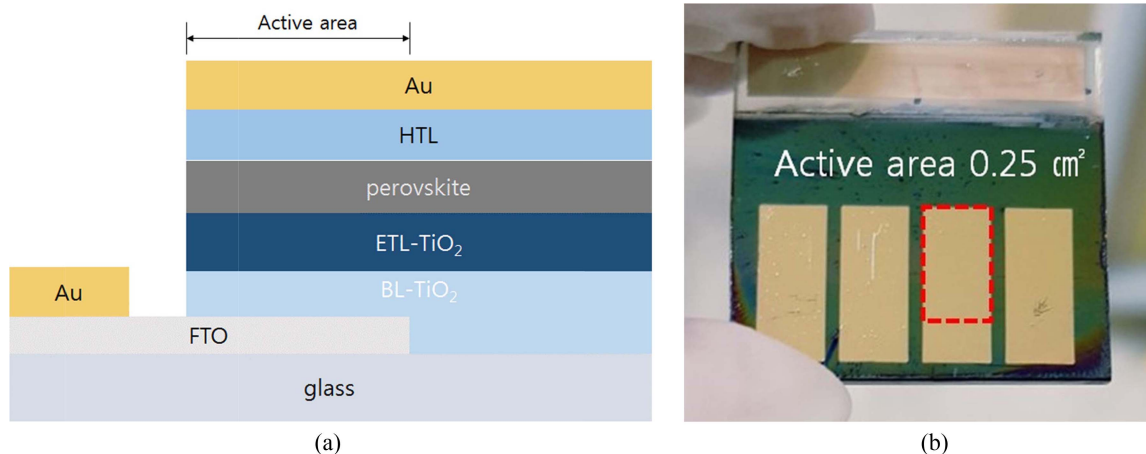 Active area
Au
HTL
perovskite
ETL-TiO₂
BL-TiO₂
Au
FTO
glass
(a)
Active area 0.25 ㎠
(b)